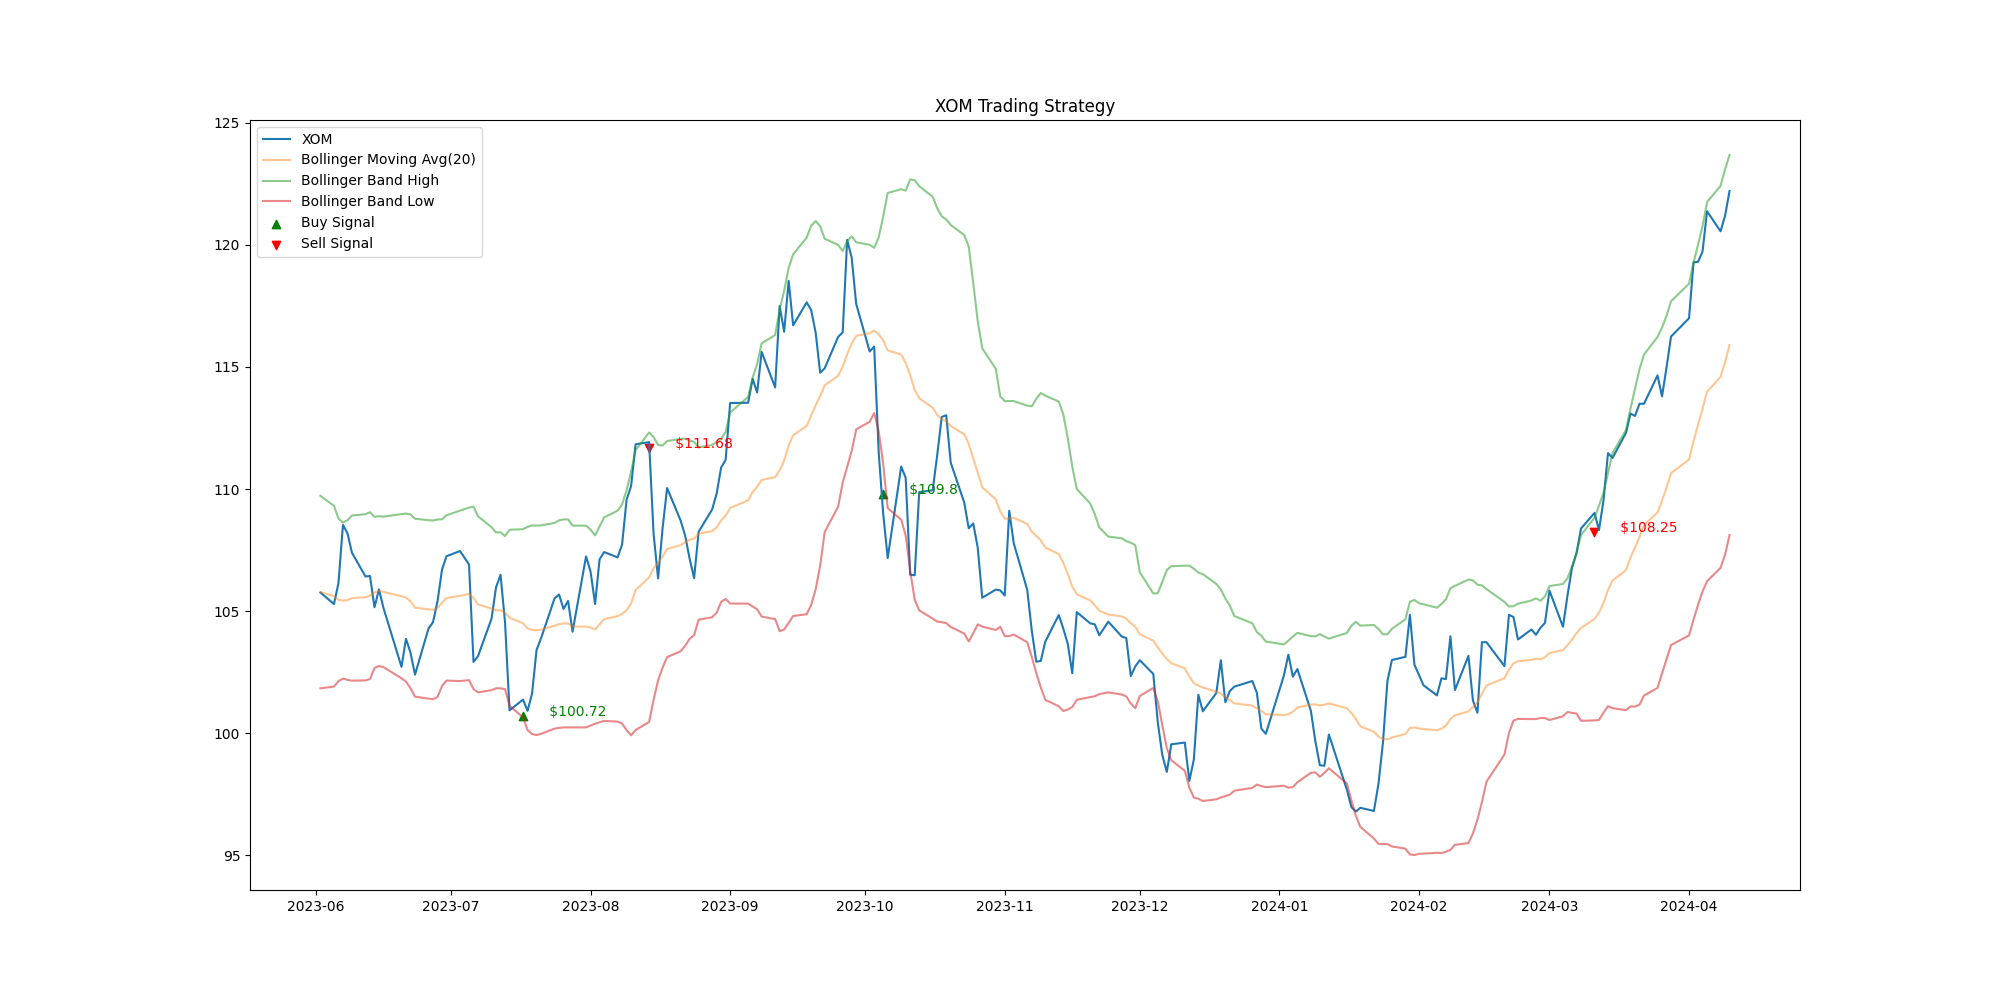 XOM Trading Strategy
125
120
115
110
105
100
95
XOM
Bollinger Moving Avg(20)
Bollinger Band High
Bollinger Band Low
Buy Signal
Sell Signal
$111.68
$109.8
$108.25
$100.72
2023-06 2023-07 2023-08 2023-09 2023-10 2023-11 2023-12 2024-01 2024-02 2024-03 2024-04